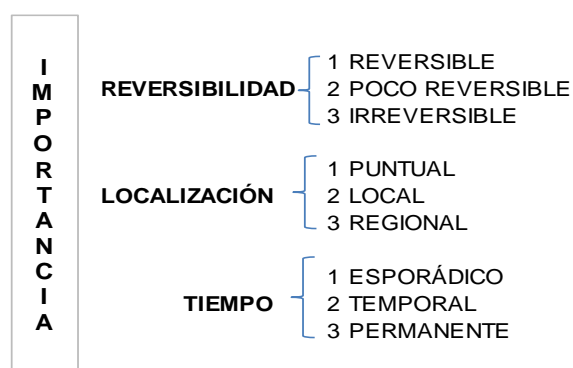 IMPORTANCIA
REVERSIBILIDAD
1 REVERSIBLE
2 POCO REVERSIBLE
3 IRREVERSIBLE
LOCALIZACIÓN
1 PUNTUAL
2 LOCAL
3 REGIONAL
TIEMPO
1 ESPORÁDICO
2 TEMPORAL
3 PERMANENTE